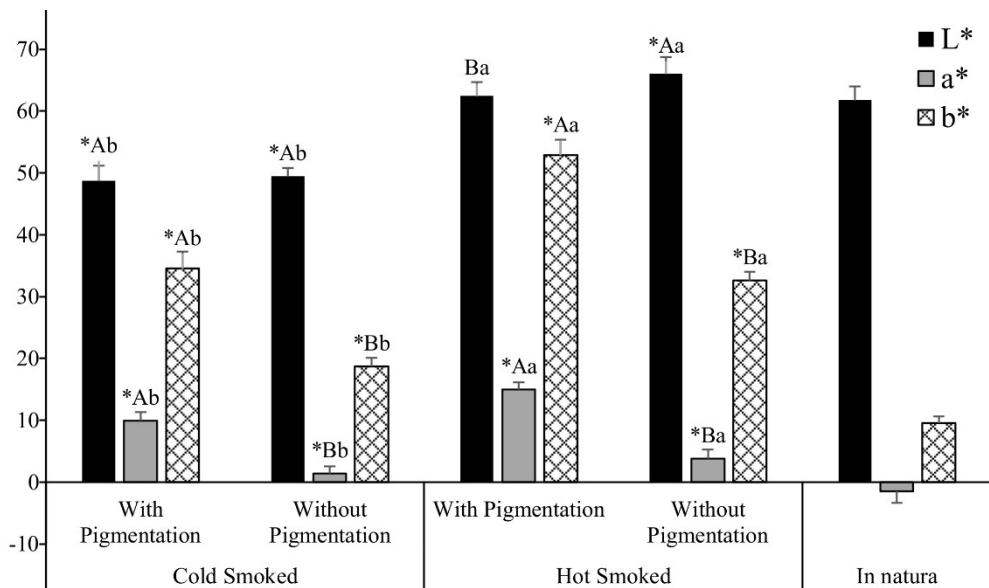 70
60
50
40
30
20
10
0
-10
L*
a*
b*
*Ab
*Ab
*Ab
*Ab
*Bb
*Bb
Ba
*Aa
*Aa
*Aa
*Ba
*Ba
With
Pigmentation
Without
Pigmentation
With Pigmentation
Without
Pigmentation
Cold Smoked
Hot Smoked
In natura